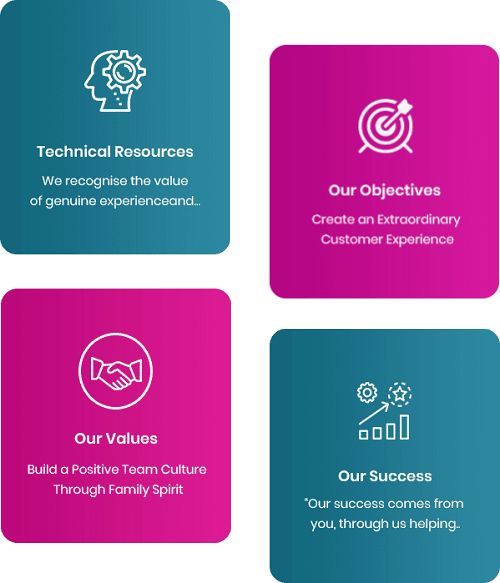 Technical Resources
We recognise the value
of genuine experienceand...
Our Objectives
Create an Extraordinary
Customer Experience
Our Values
Build a Positive Team Culture
Through Family Spirit
Our Success
"Our success comes from
you, through us helping..